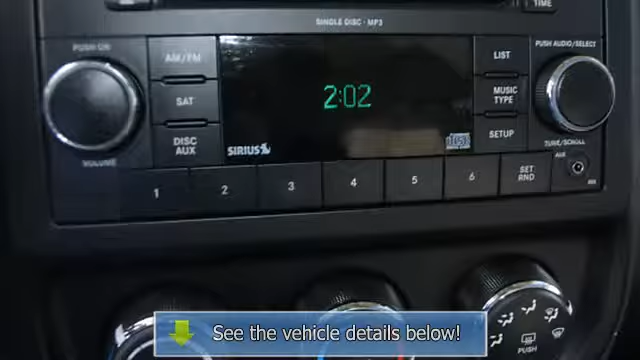 TIME
SINGLE DISC · MP3
PUSH ON
VOLUME
AM/FM
SAT
DISC
AUX
2:02
SIRIUS
LIST
MUSIC
TYPE
SETUP
PUSH AUDIO/SELECT
TUNE/SCROLL
AUX
1
2
3
4
5
6
SET
RND
PUSH
See the vehicle details below!